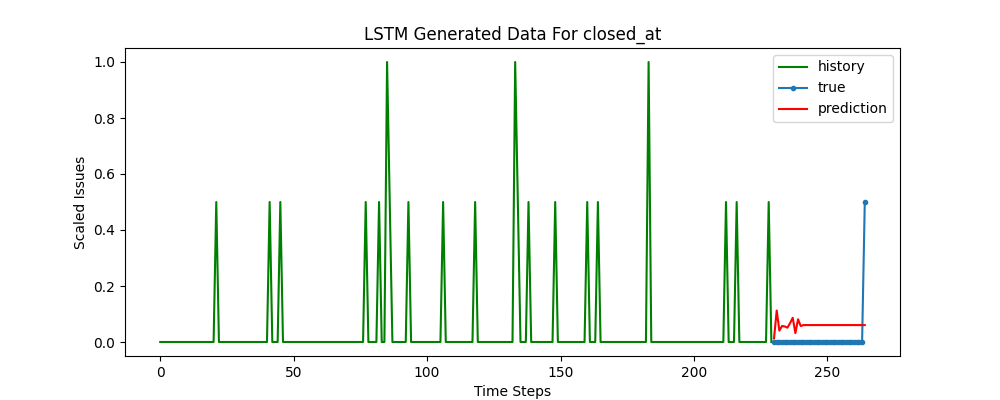 LSTM Generated Data For closed_at
1.0
0.8
0.6
0.4
0.2
0.0
Scaled Issues
history
true
prediction
0 50 100 150 200 250
Time Steps